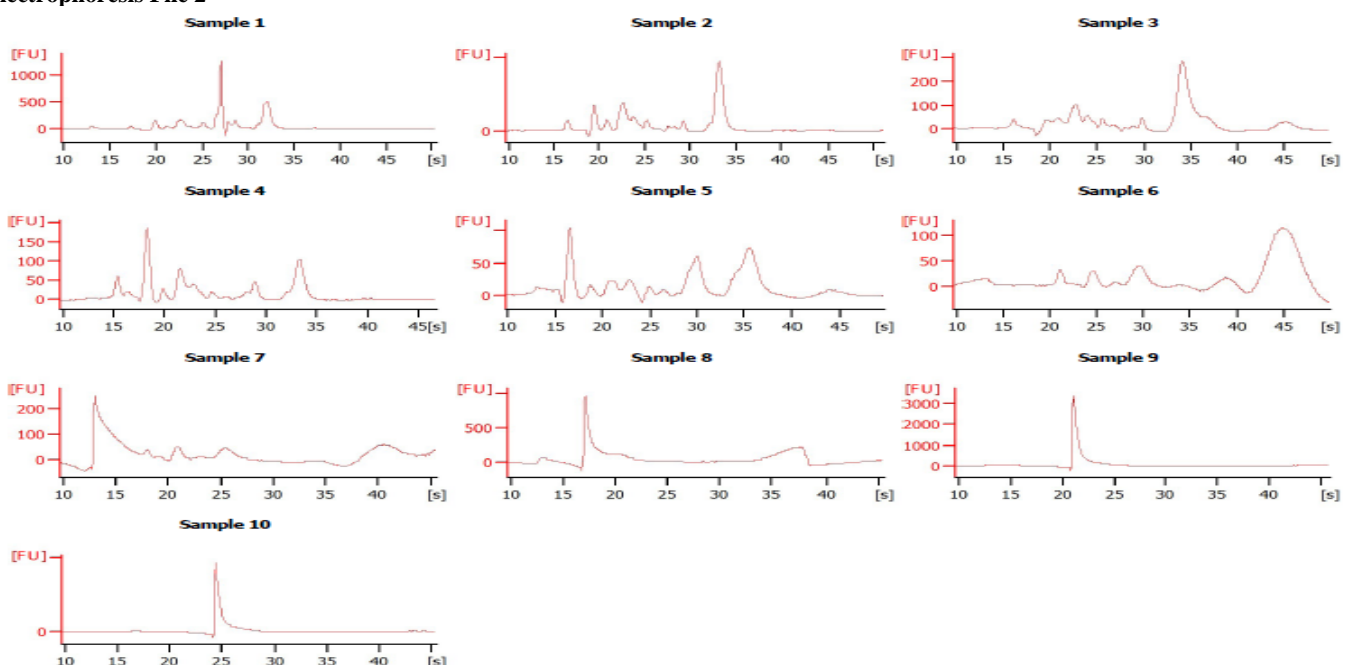 Sample 1 Sample 2 Sample 3
[FU] [FU] [FU]
1000 200
500 100
0 0 0
10 15 20 25 30 35 40 45 [s] 10 15 20 25 30 35 40 45 [s] 10 15 20 25 30 35 40 45 [s]
Sample 4 Sample 5 Sample 6
[FU] [FU] [FU]
150 100
100 50 50
50
0 0 0
10 15 20 25 30 35 40 45[s] 10 15 20 25 30 35 40 45 [s] 10 15 20 25 30 35 40 45 [s]
Sample 7 Sample 8 Sample 9
[FU] [FU] [FU]
200 500 3000
100 2000
1000
0 0 0
10 15 20 25 30 35 40 [s] 10 15 20 25 30 35 40 [s] 10 15 20 25 30 35 40 [s]
Sample 10
[FU]
0
10 15 20 25 30 35 40 [s]